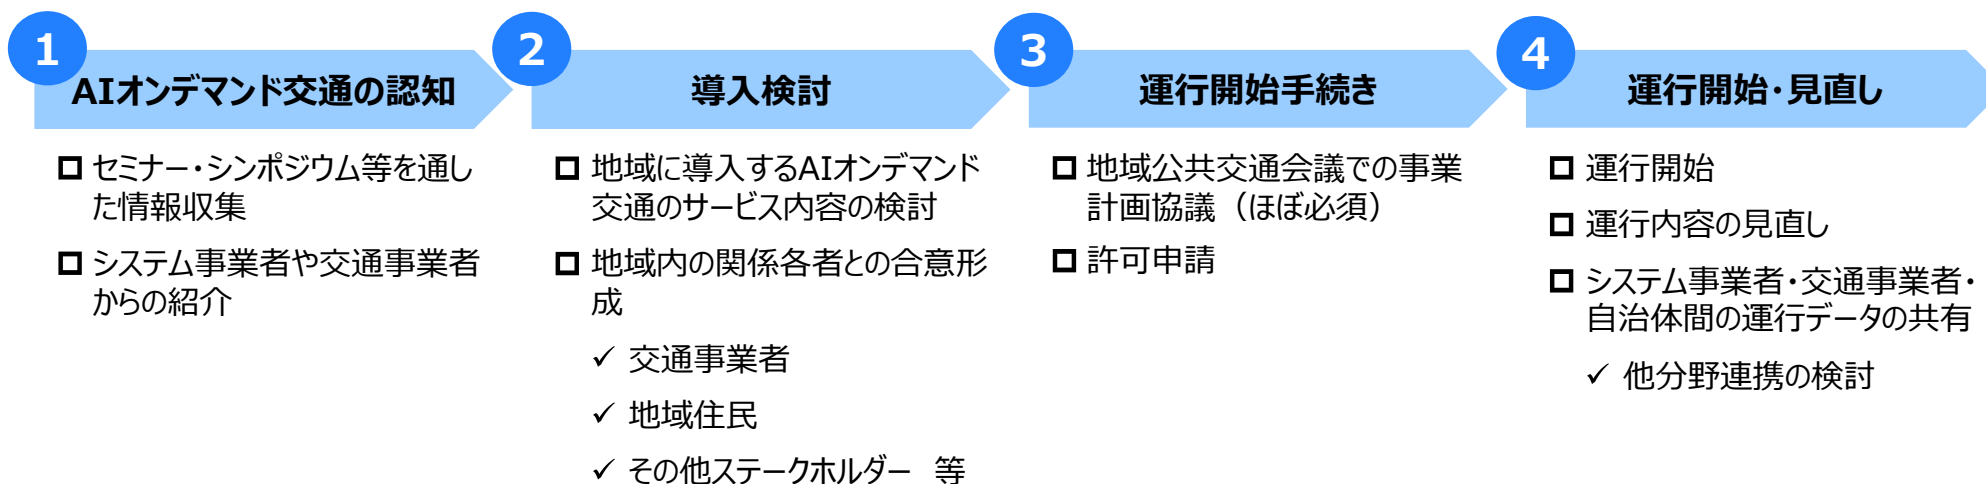 1
AIオンデマンド交通の認知
セミナー・シンポジウム等を通し
た情報収集
システム事業者や交通事業者
からの紹介
2
導入検討
地域に導入するAIオンデマンド
交通のサービス内容の検討
地域内の関係各者との合意形
成
✓ 交通事業者
✓ 地域住民
✓ その他ステークホルダー 等
3
運行開始手続き
地域公共交通会議での事業
計画協議（ほぼ必須）
許可申請
4
運行開始・見直し
運行開始
運行内容の見直し
システム事業者・交通事業者・
自治体間の運行データの共有
✓ 他分野連携の検討